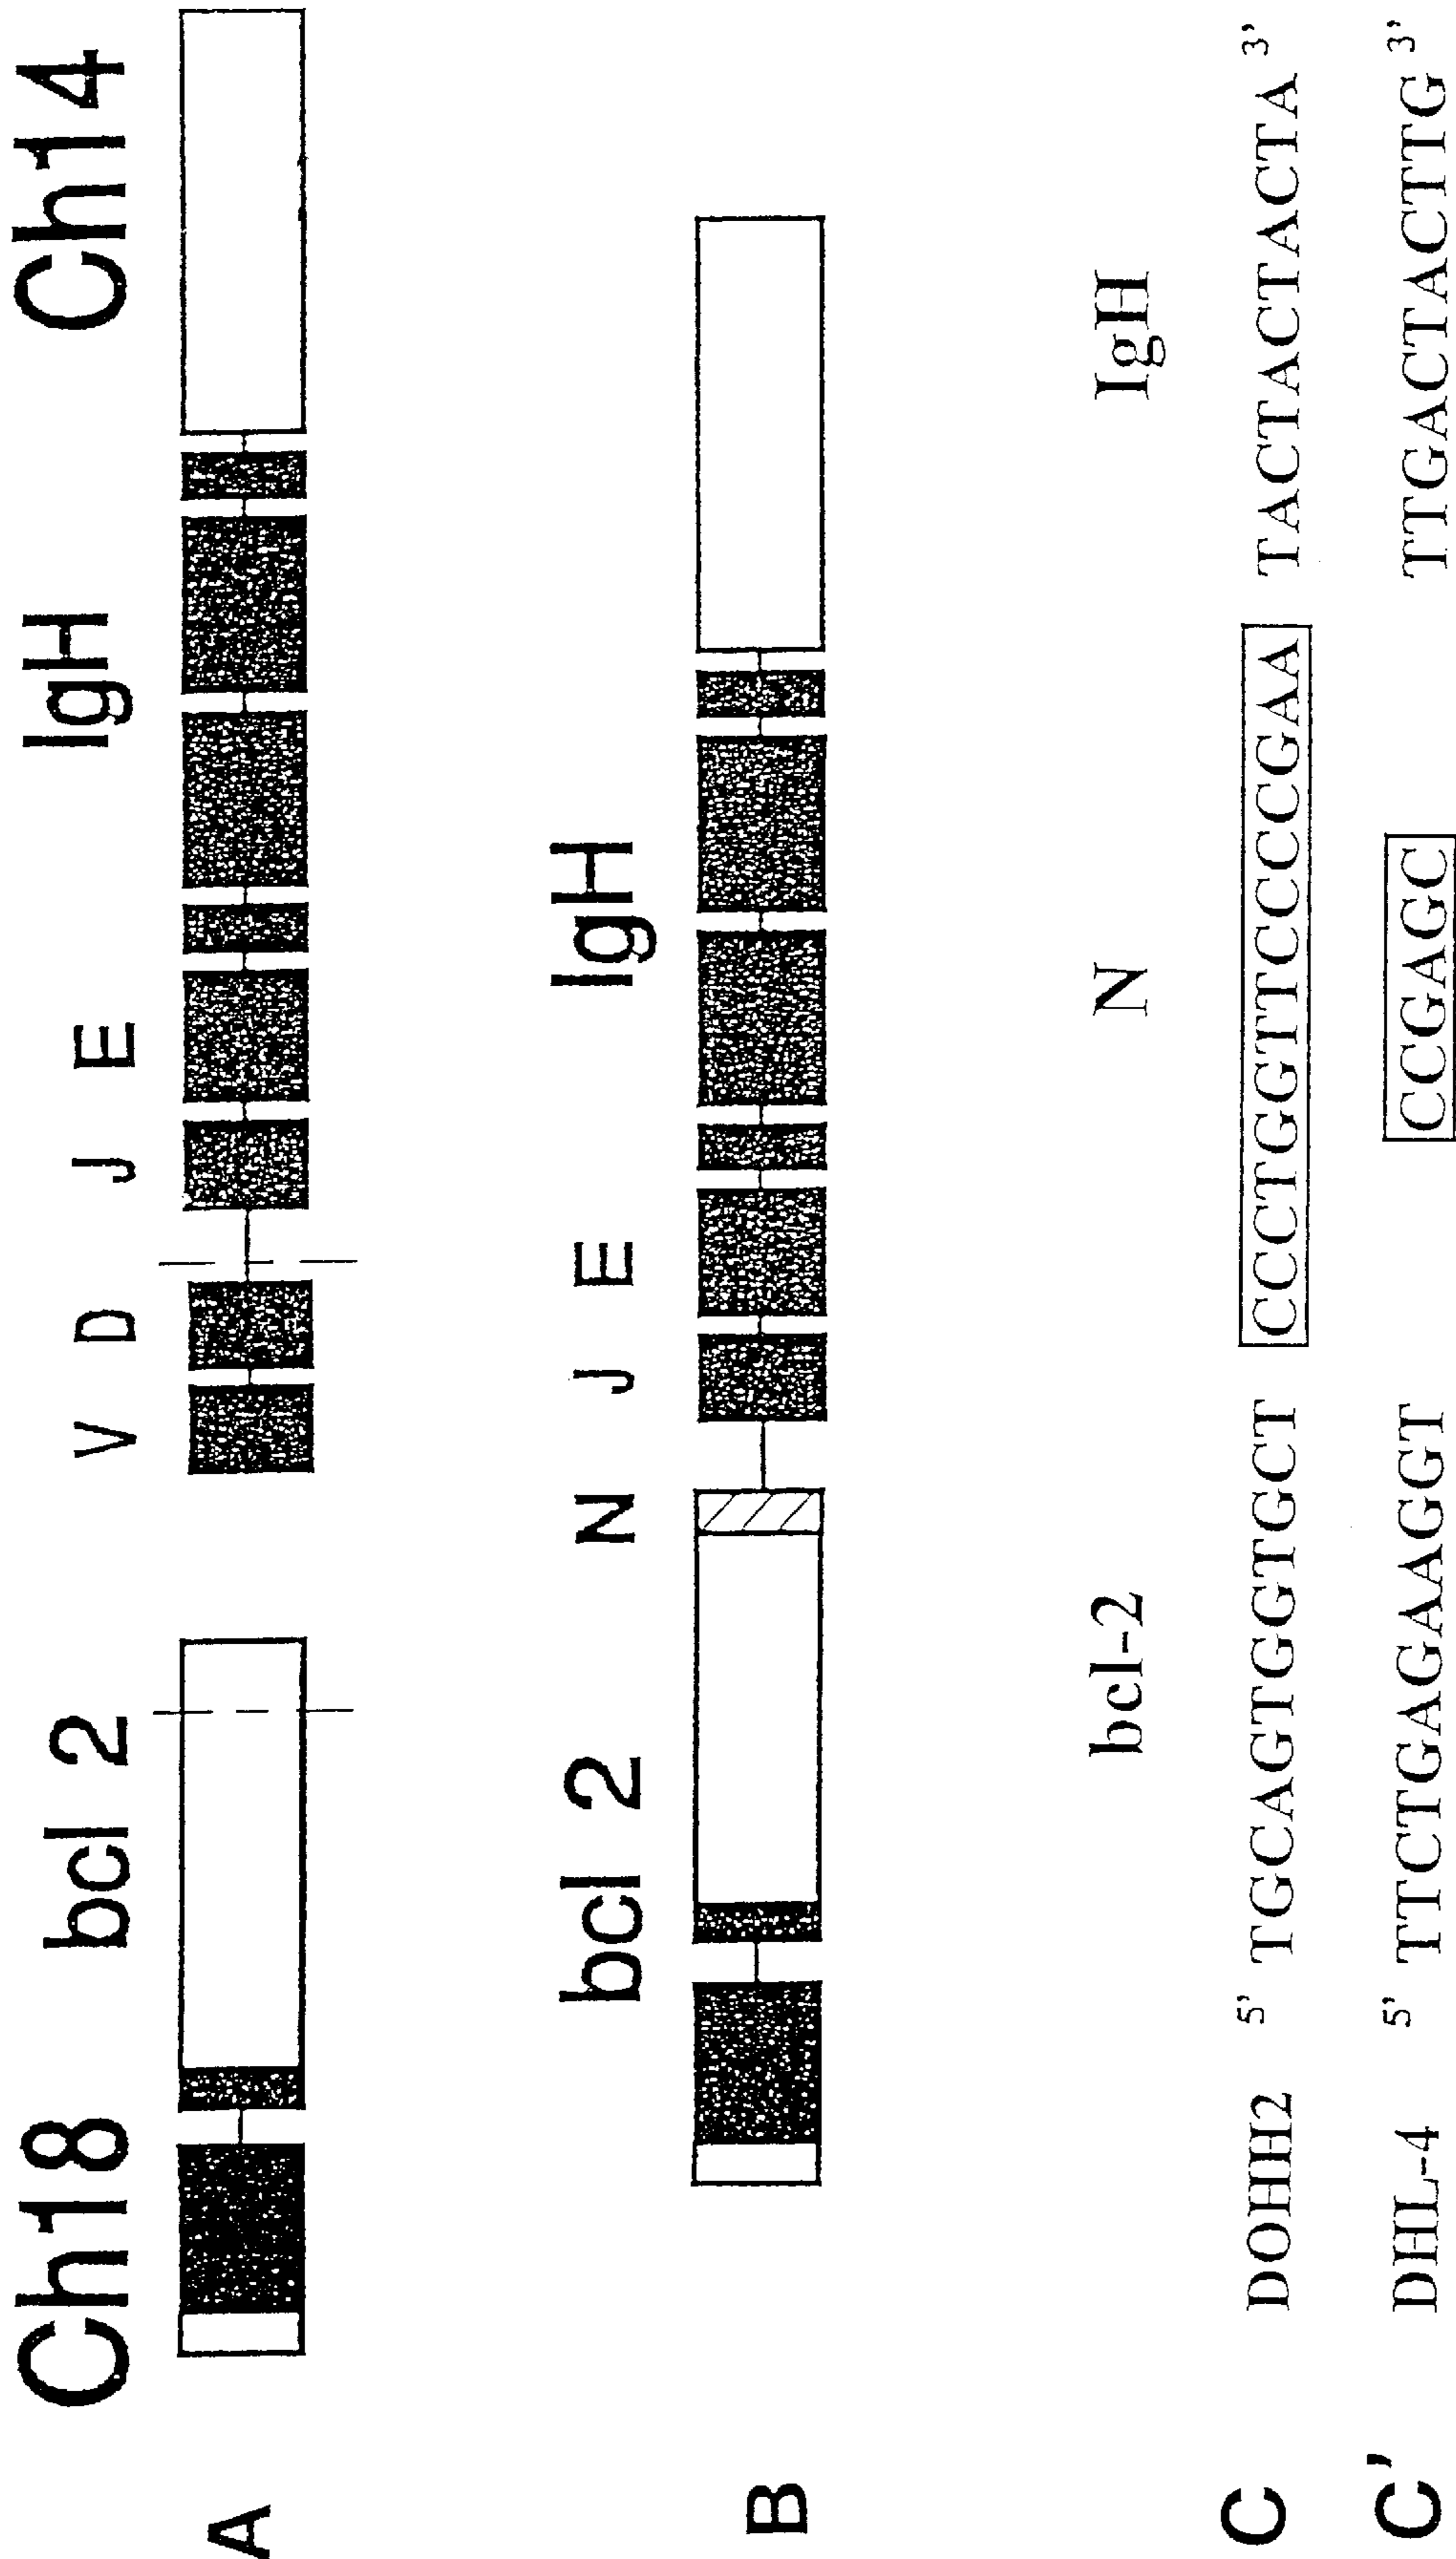 Ch18 bcl 2 IgH Ch14
V D J E
A
bcl 2 N J E IgH
B
bcl-2 N IgH
C DOHH2 5' TGCAGTGGTGCT CCCTGGTTCCCCGAA TACTACTACTA 3'
C' DHL-4 5' TTCTGAGAAGGT CCGAGC TTGACTACTTG 3'